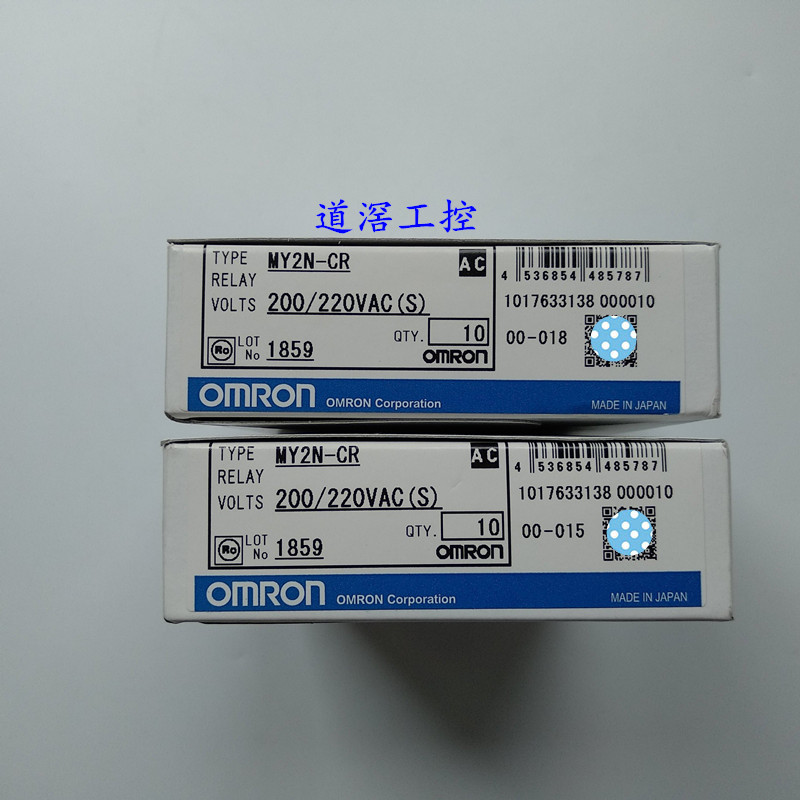 道滘工控
TYPE MY2N-CR AC
RELAY
VOLTS 200/220VAC(S)
QTY. 10
Ro LOT No 1859 OMRON
4 536854 485787
1017633138 000010
00-018
OMRON OMRON Corporation MADE IN JAPAN
TYPE MY2N-CR AC
RELAY
VOLTS 200/220VAC(S)
QTY. 10
Ro LOT No 1859 OMRON
4 536854 485787
1017633138 000010
00-015
OMRON OMRON Corporation MADE IN JAPAN